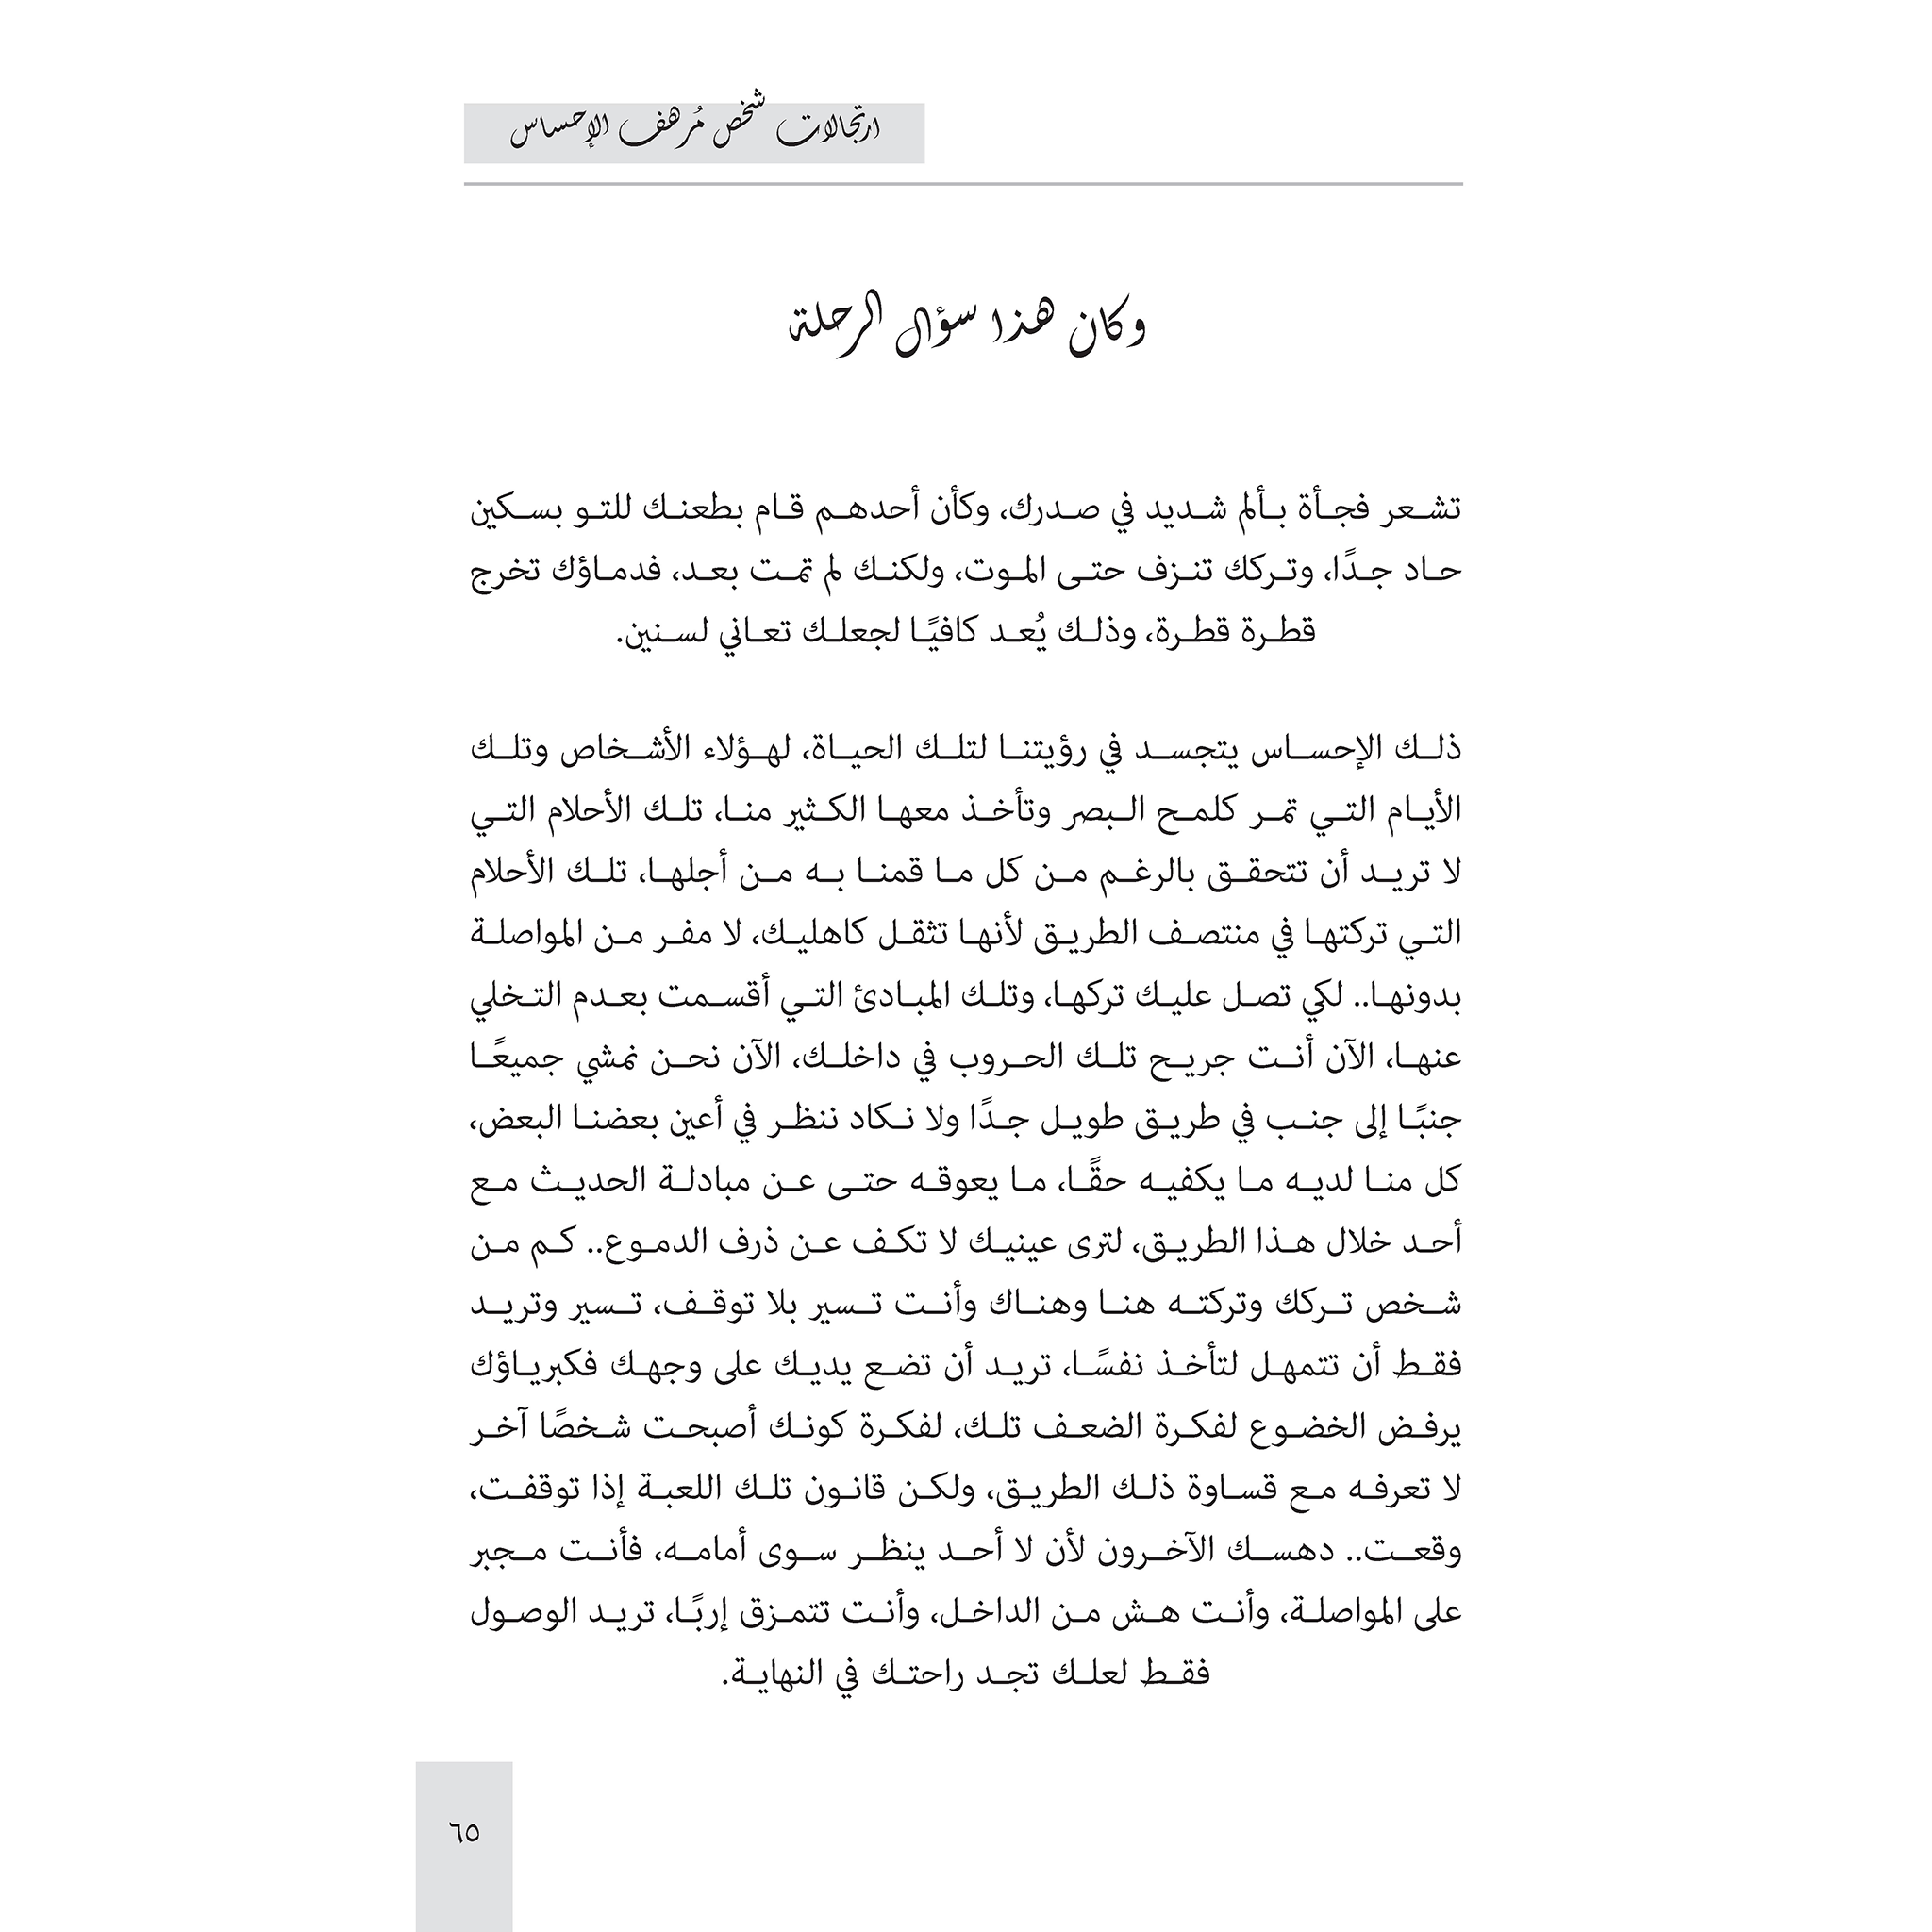 ارتجالات شخص مُرهف الإحساس
وكان هذا سؤال الرحلة
تشعر فجأة بألم شديد في صدرك، وكأن أحدهم قام بطعنك للتو بسكين
حاد جدًا، وتركك تنزف حتى الموت، ولكنك لم تمت بعد، فدماؤك تخرج
قطرة قطرة، وذلك يُعد كافيًا لجعلك تعاني لسنين.
ذلك الإحساس يتجسد في رؤيتنا لتلك الحياة، لهؤلاء الأشخاص وتلك
الأيام التي تمر كلمح البصر وتأخذ معها الكثير منا، تلك الأحلام التي
لا تريد أن تتحقق بالرغم من كل ما قمنا به من أجلها، تلك الأحلام
التي تركتها في منتصف الطريق لأنها تثقل كاهليك، لا مفر من المواصلة
بدونها.. لكي تصل عليك تركها، وتلك المبادئ التي أقسمت بعدم التخلي
عنها، الآن أنت جريح تلك الحروب في داخلك، الآن نحن نمشي جميعًا
جنبًا إلى جنب في طريق طويل جدًا ولا نكاد ننظر في أعين بعضنا البعض،
كل منا لديه ما يكفيه حقًا، ما يعوقه حتى عن مبادلة الحديث مع
أحد خلال هذا الطريق، لترى عينيك لا تكف عن ذرف الدموع.. كم من
شخص تركك وتركته هنا وهناك وأنت تسير بلا توقف، تسير وتريد
فقط أن تتمهل لتأخذ نفسًا، تريد أن تضع يديك على وجهك فكبرياؤك
يرفض الخضوع لفكرة الضعف تلك، لفكرة كونك أصبحت شخصًا آخر
لا تعرفه مع قساوة ذلك الطريق، ولكن قانون تلك اللعبة إذا توقفت،
وقعت.. دهسك الآخرون لأن لا أحد ينظر سوى أمامه، فأنت مجبر
على المواصلة، وأنت هش من الداخل، وأنت تتمزق إربًا، تريد الوصول
فقط لعلك تجد راحتك في النهاية.
٦٥